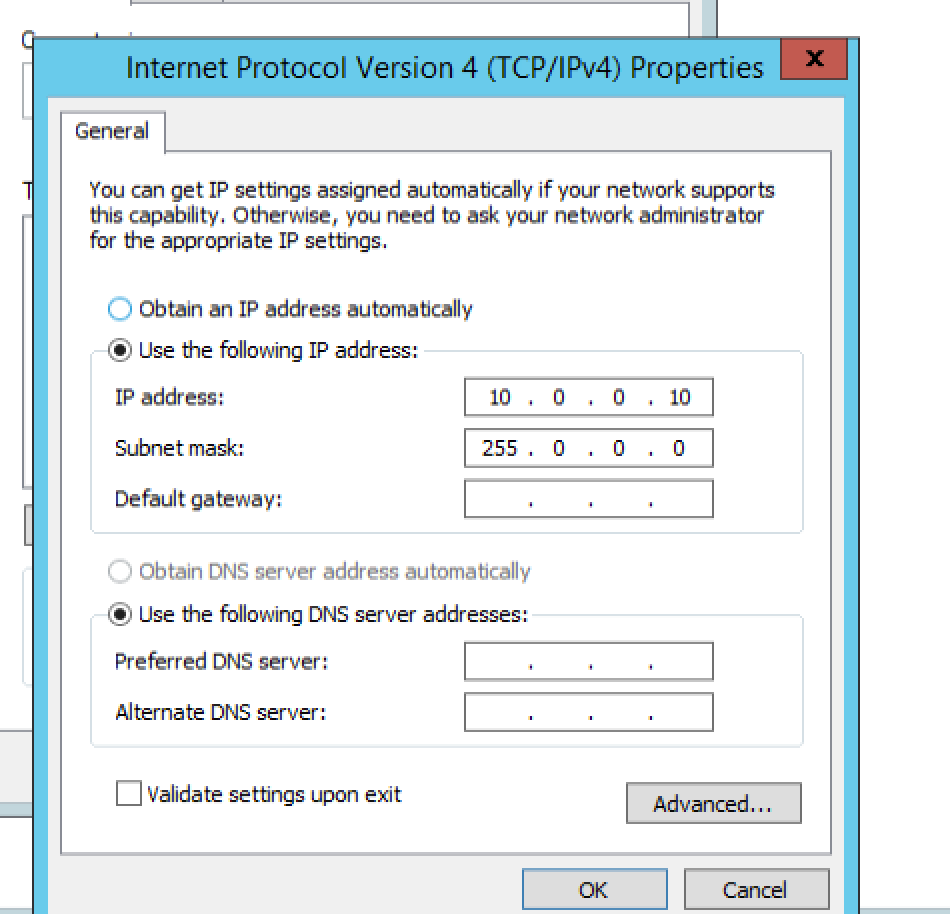 Internet Protocol Version 4 (TCP/IPv4) Properties
X
General
You can get IP settings assigned automatically if your network supports
this capability. Otherwise, you need to ask your network administrator
for the appropriate IP settings.
Obtain an IP address automatically
Use the following IP address:
IP address: 10 . 0 . 0 . 10
Subnet mask: 255 . 0 . 0 . 0
Default gateway: . . .
Obtain DNS server address automatically
Use the following DNS server addresses:
Preferred DNS server: . . .
Alternate DNS server: . . .
Validate settings upon exit
Advanced...
OK Cancel